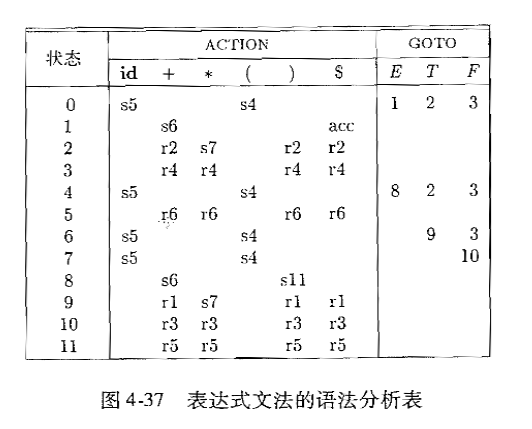 状态 ACTION GOTO
id + * ( ) $ E T F
0 s5 s4 1 2 3
1 s6 acc
2 r2 s7 r2 r2
3 r4 r4 r4 r4
4 s5 s4 8 2 3
5 r6 r6 r6 r6
6 s5 s4 9 3
7 s5 s4 10
8 s6 s11
9 r1 s7 r1 r1
10 r3 r3 r3 r3
11 r5 r5 r5 r5
图 4-37 表达式文法的语法分析表